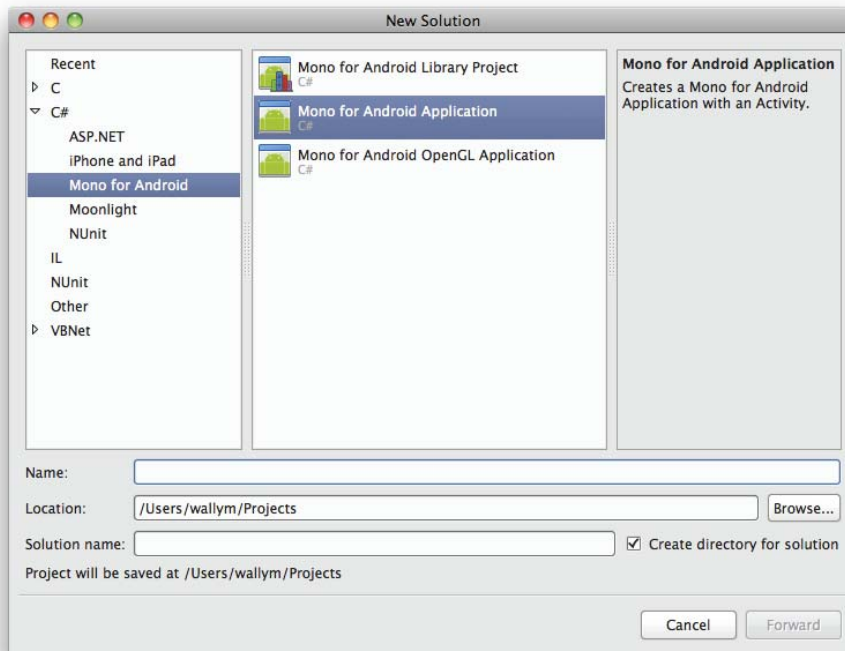 New Solution
Recent
C
C#
ASP.NET
iPhone and iPad
Mono for Android
Moonlight
NUnit
IL
NUnit
Other
VBNet
Mono for Android Library Project
C#
Mono for Android Application
C#
Mono for Android OpenGL Application
C#
Mono for Android Application
Creates a Mono for Android
Application with an Activity.
Name:
Location: /Users/wallym/Projects Browse...
Solution name: Create directory for solution
Project will be saved at /Users/wallym/Projects
Cancel Forward